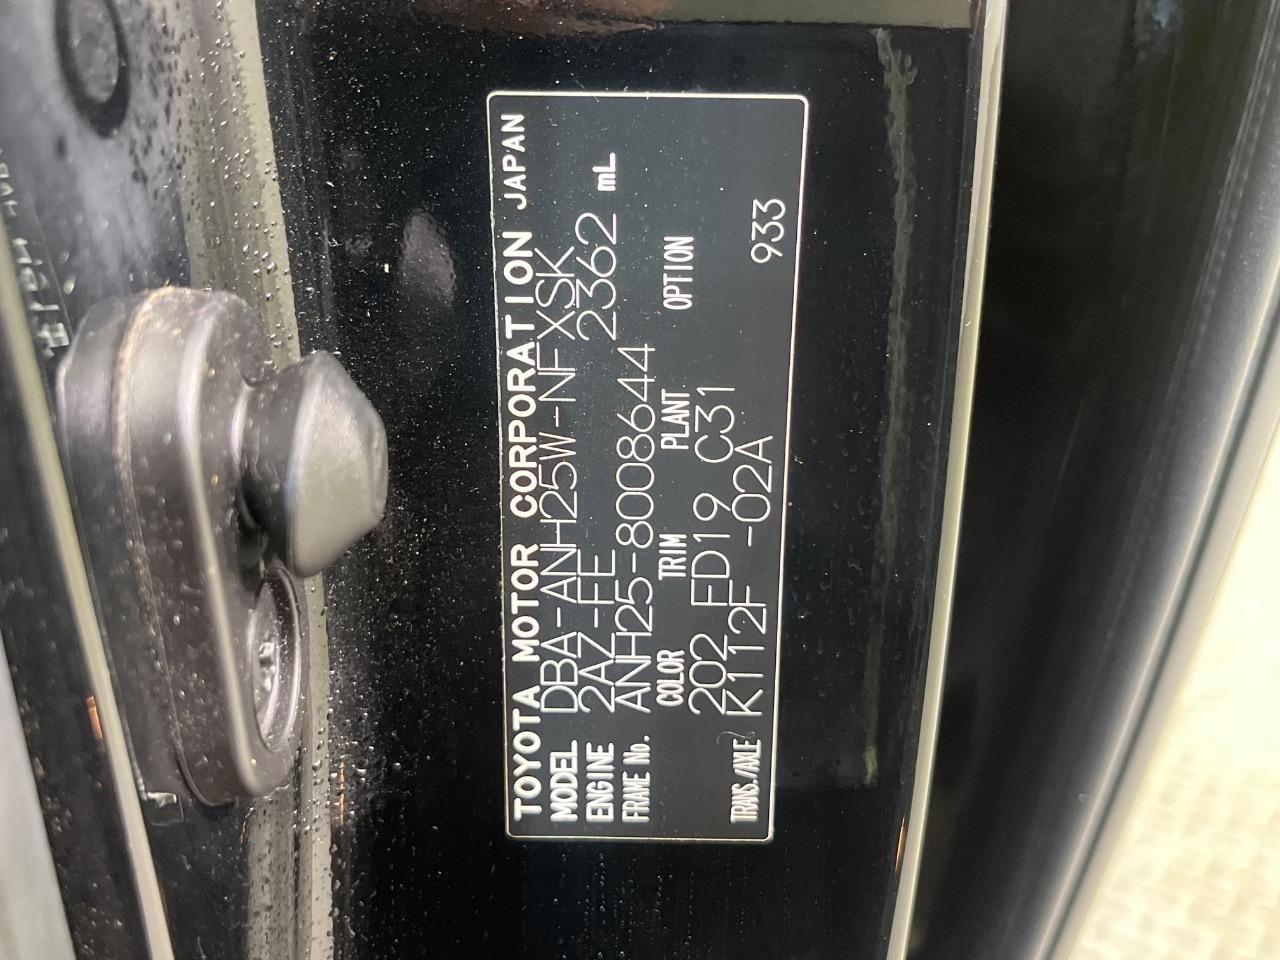 TOYOTA MOTOR CORPORATION JAPAN
MODEL DBA-ANH25W-NFXSK
ENGINE 2AZ-FE 2362 mL
FRAME No. ANH25-8008644
COLOR TRIM PLANT OPTION
202 FD19 C31
TRANS./AXLE K112F -02A 933